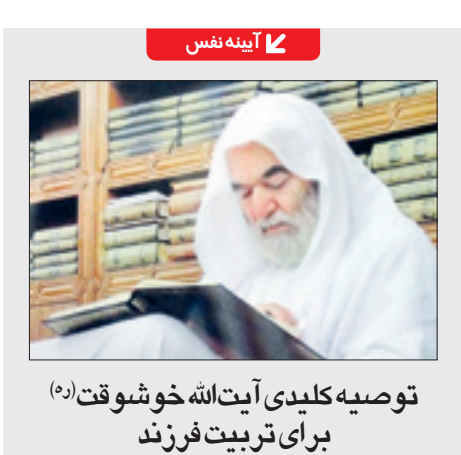 آیینه نفس
توصیه کلیدی آیت‌الله خوشوقت(ره)
برای تربیت فرزند